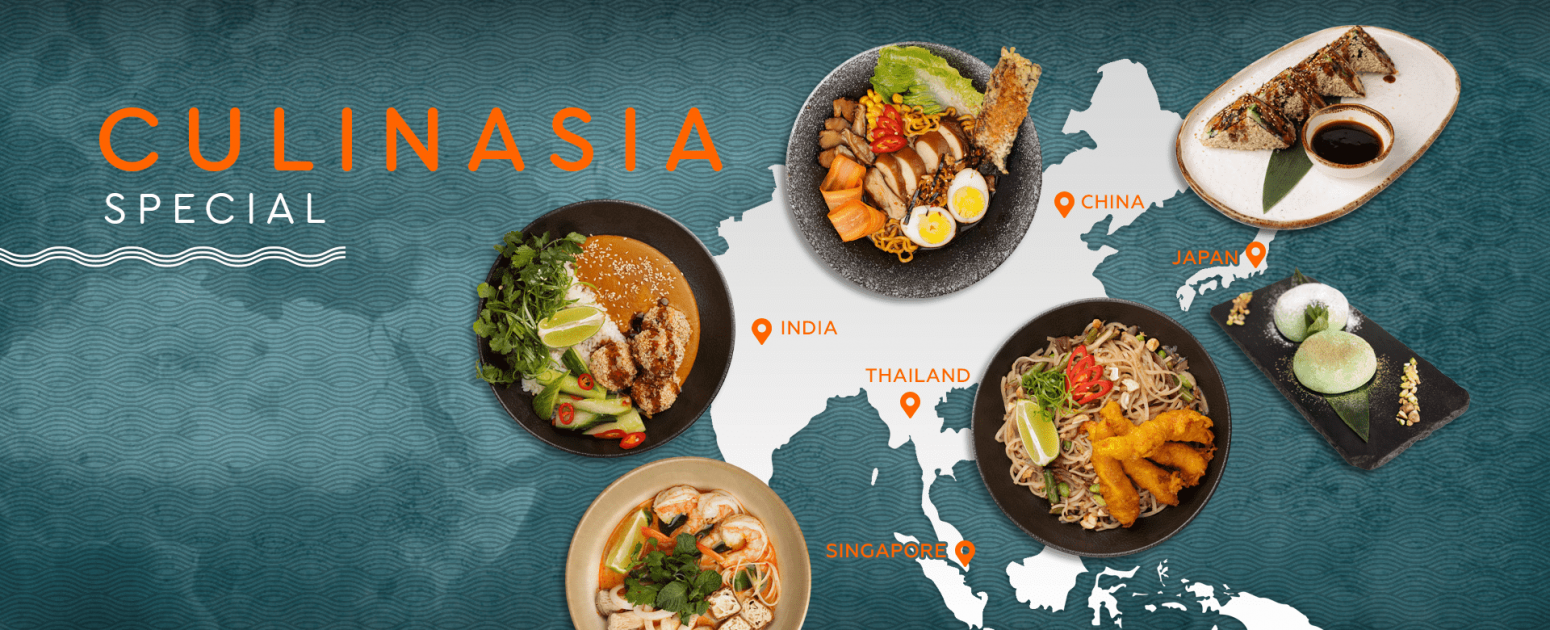 CULINASIA
SPECIAL
CHINA
JAPAN
INDIA
THAILAND
SINGAPORE